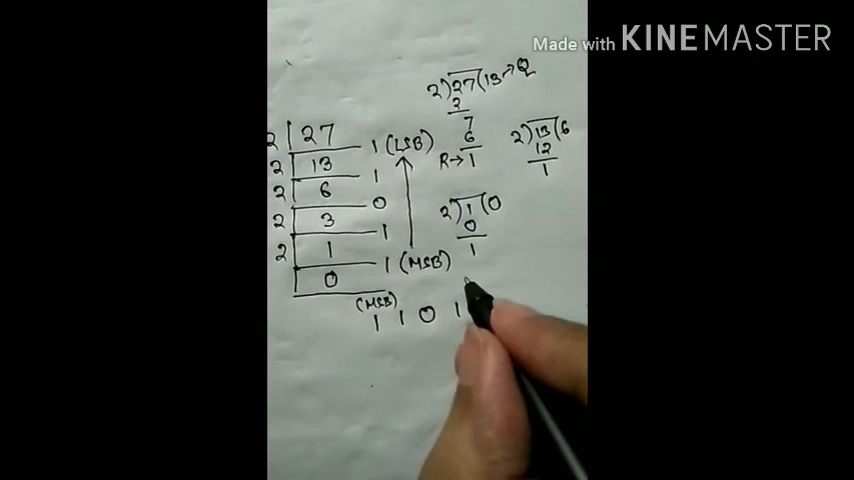 Made with KINEMASTER
2)27(13→Q
2
7
6
R→1
2)13(6
12
1
2 | 27
2 | 13 1 (LSB)
2 | 6 1
2 | 3 0
2 | 1 1
0 1 (MSB)
2)1(0
0
1
(MSB)
1 1 0 1